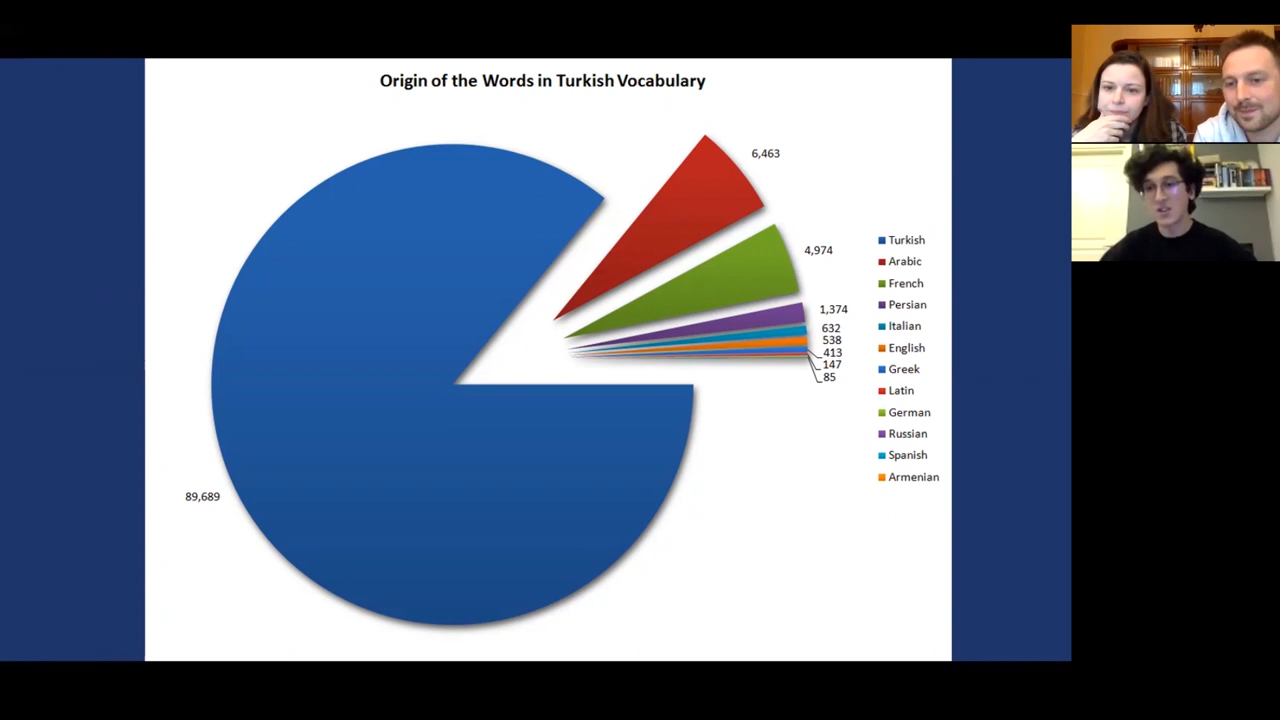 Origin of the Words in Turkish Vocabulary
6,463
4,974
1,374
632
538
413
147
85
89,689
Turkish
Arabic
French
Persian
Italian
English
Greek
Latin
German
Russian
Spanish
Armenian